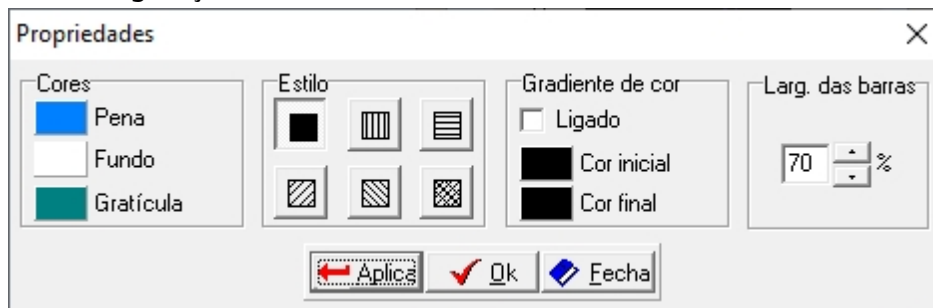 Propriedades
Cores
Pena
Fundo
Gratícula
Estilo
Gradiente de cor
Ligado
Cor inicial
Cor final
Larg. das barras
70 %
Aplica Ok Fecha